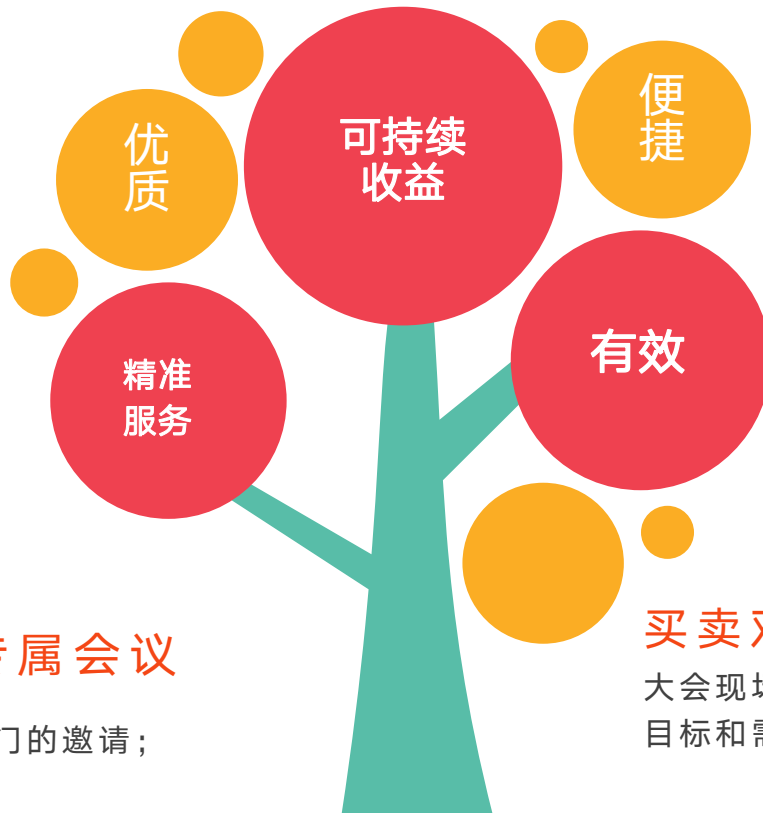 优
质
可持续
收益
便
捷
精准
服务
有效
属会议
门的邀请；
买卖
大会现
目标和